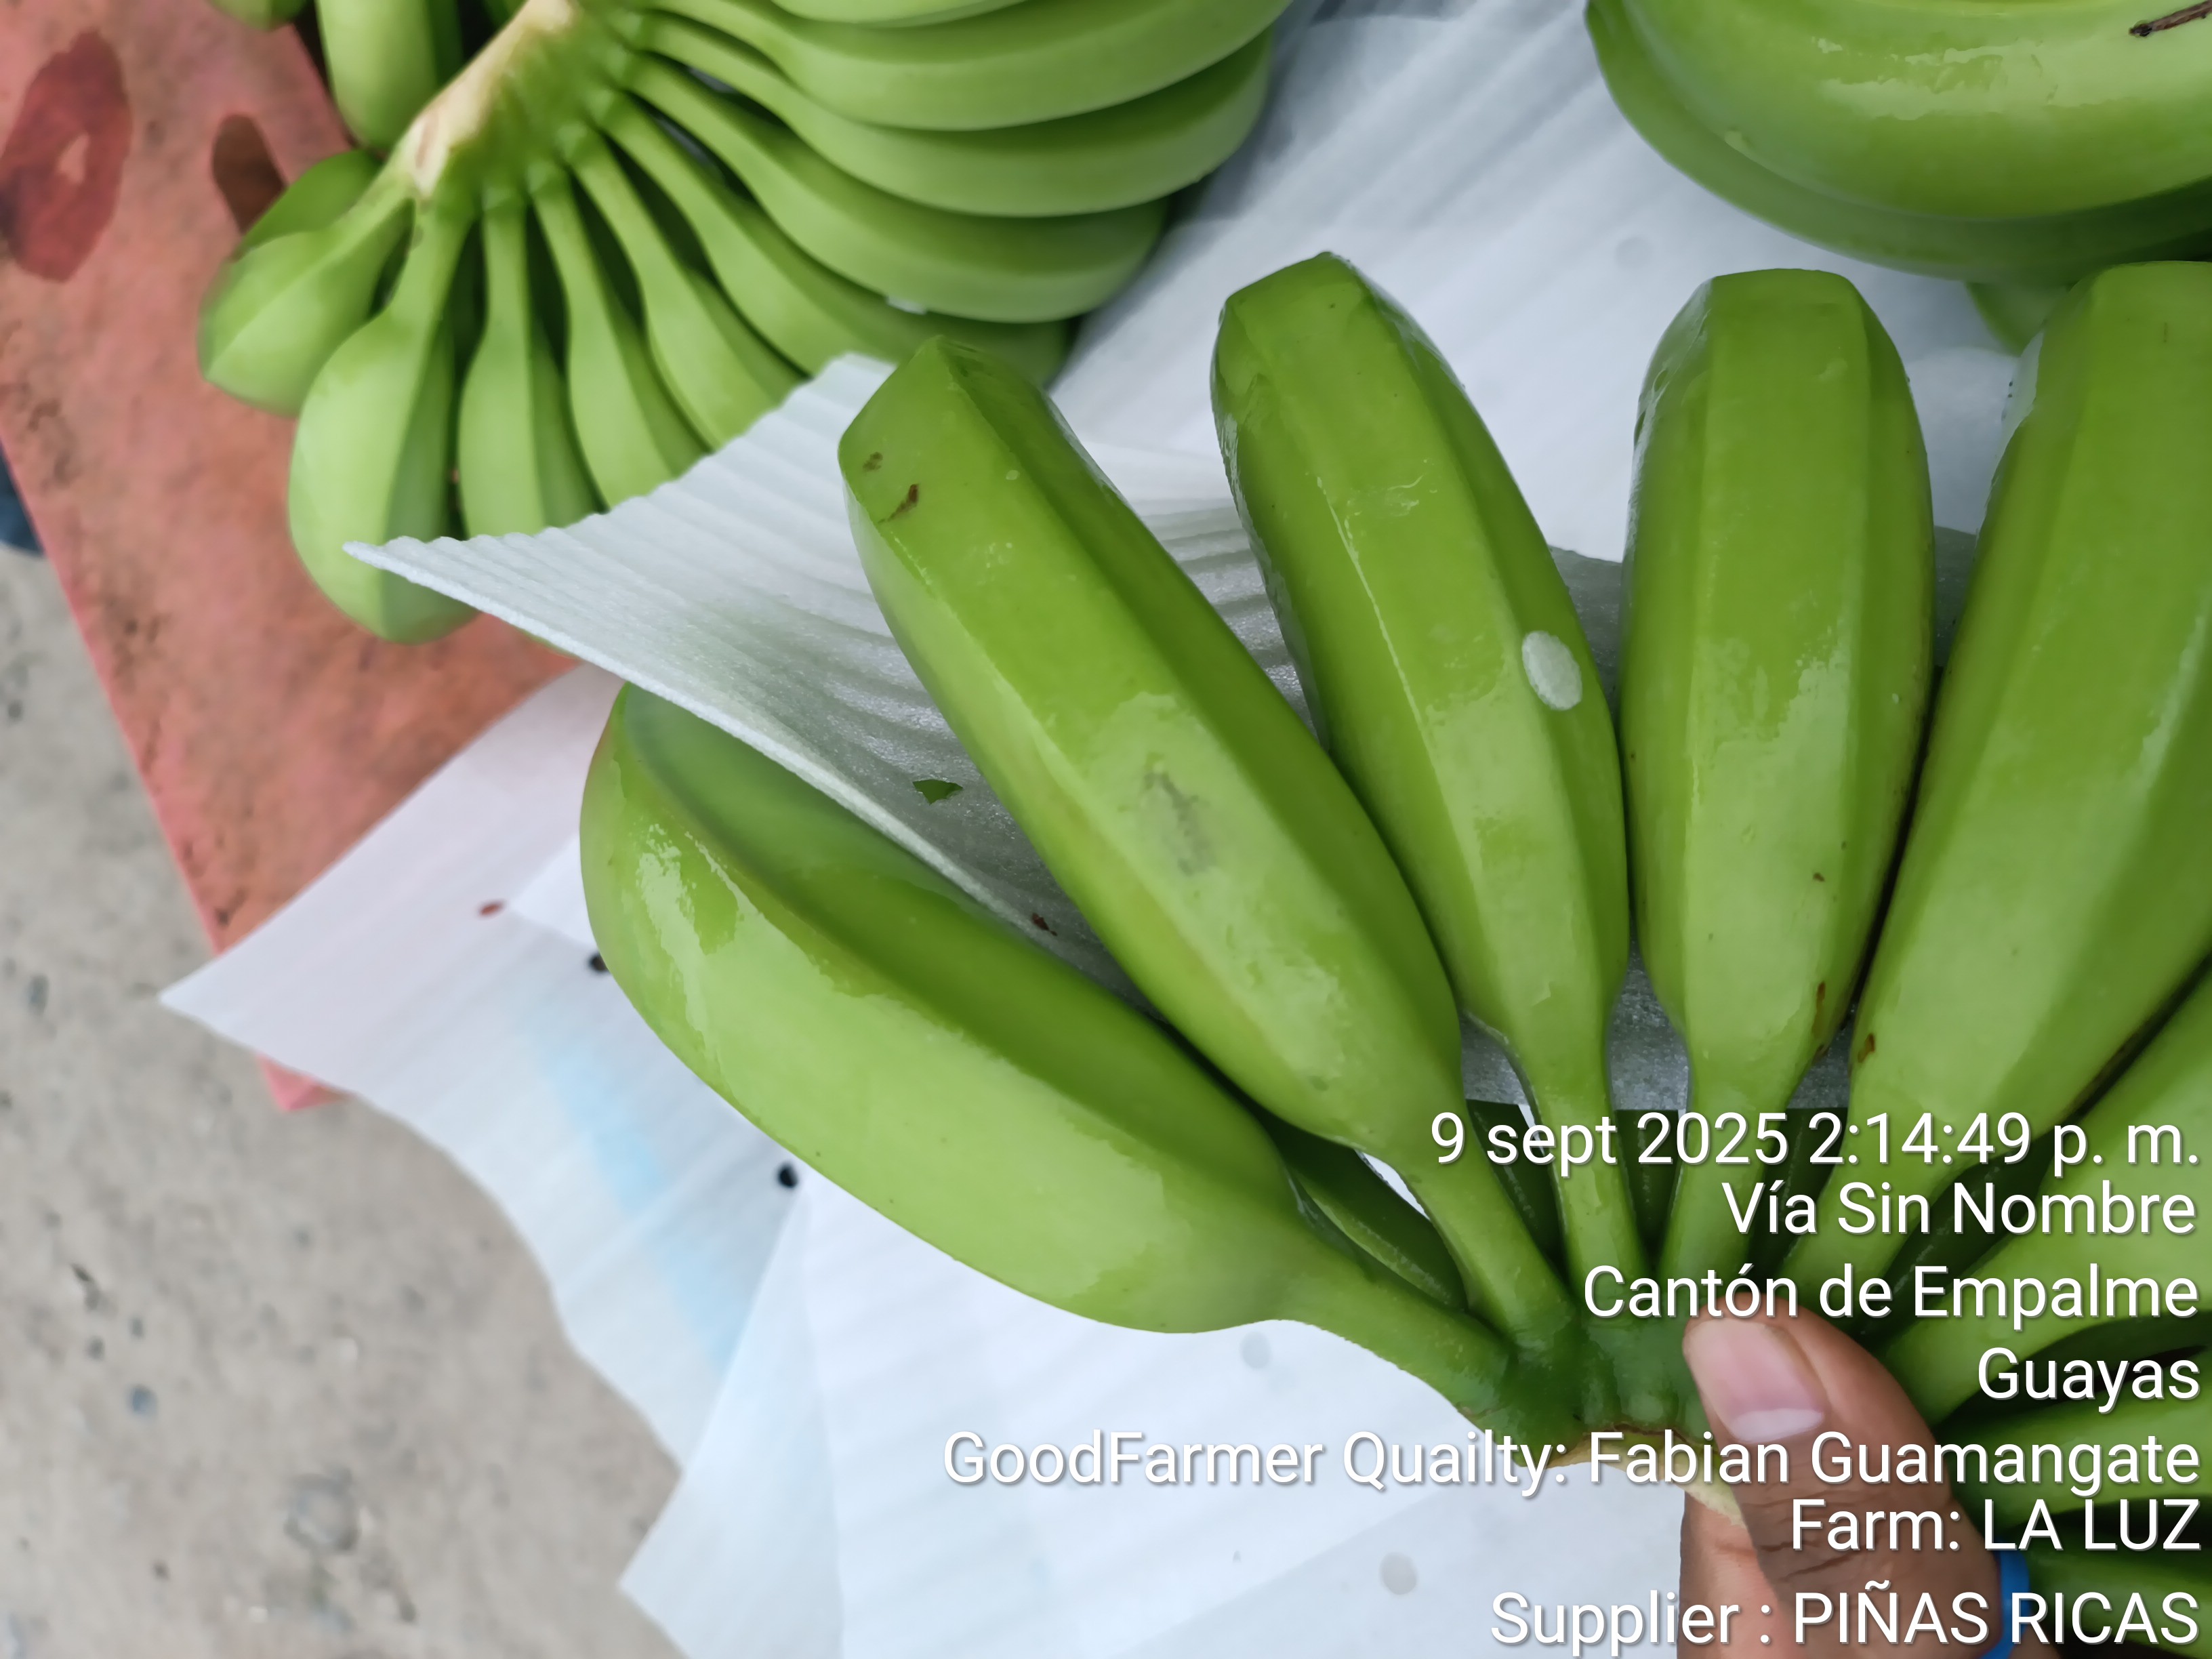 9 sept 2025 2:14:49 p. m.
Vía Sin Nombre
Cantón de Empalme
Guayas
GoodFarmer Quailty: Fabian Guamangate
Farm: LA LUZ
Supplier : PIÑAS RICAS